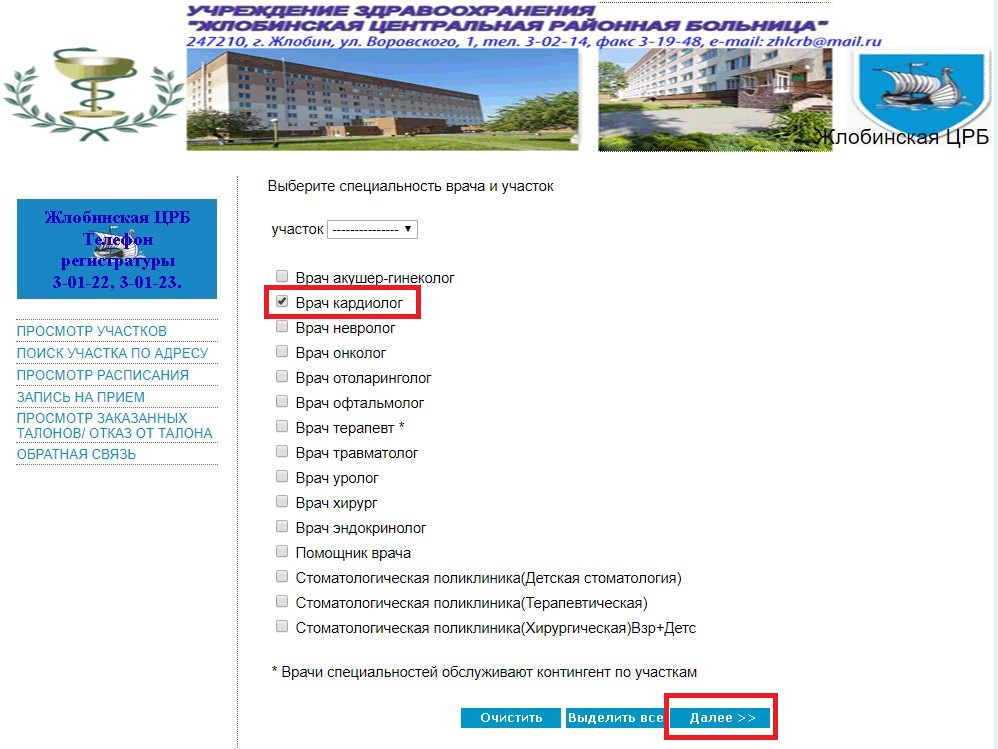 УЧРЕЖДЕНИЕ ЗДРАВООХРАНЕНИЯ
"ЖЛОБИНСКАЯ ЦЕНТРАЛЬНАЯ РАЙОННАЯ БОЛЬНИЦА"
247210, г. Жлобин, ул. Воровского, 1, тел. 3-02-14, факс 3-19-48, e-mail: zhlcrb@mail.ru
Жлобинская ЦРБ
Жлобинская ЦРБ
Телефон
регистратуры
3-01-22, 3-01-23.
ПРОСМОТР УЧАСТКОВ
ПОИСК УЧАСТКА ПО АДРЕСУ
ПРОСМОТР РАСПИСАНИЯ
ЗАПИСЬ НА ПРИЕМ
ПРОСМОТР ЗАКАЗАННЫХ
ТАЛОНОВ/ ОТКАЗ ОТ ТАЛОНА
ОБРАТНАЯ СВЯЗЬ
Выберите специальность врача и участок
участок ---------------
Врач акушер-гинеколог
Врач кардиолог
Врач невролог
Врач онколог
Врач отоларинголог
Врач офтальмолог
Врач терапевт *
Врач травматолог
Врач уролог
Врач хирург
Врач эндокринолог
Помощник врача
Стоматологическая поликлиника(Детская стоматология)
Стоматологическая поликлиника(Терапевтическая)
Стоматологическая поликлиника(Хирургическая)Взр+Детс
* Врачи специальностей обслуживают контингент по участкам
Очистить Выделить все Далее >>